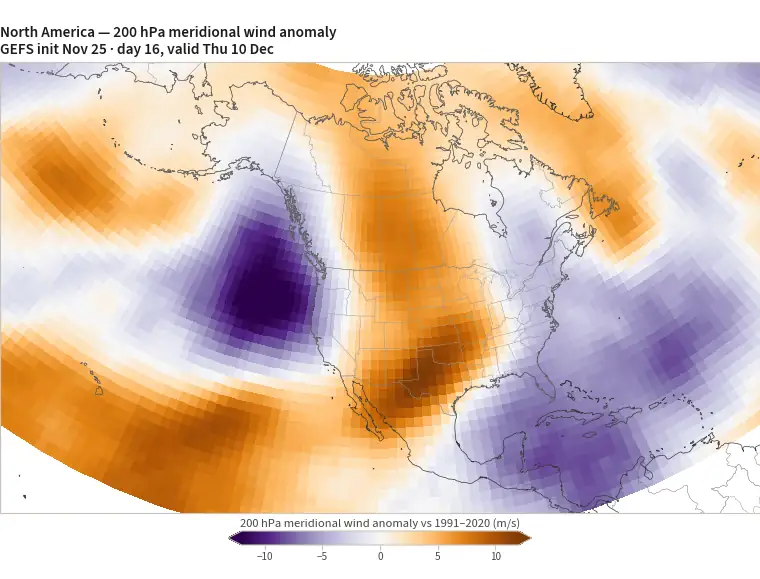 North America — 200 hPa meridional wind anomaly
GEFS init Nov 25 · day 16, valid Thu 10 Dec
200 hPa meridional wind anomaly vs 1991–2020 (m/s)
−10 −5 0 5 10